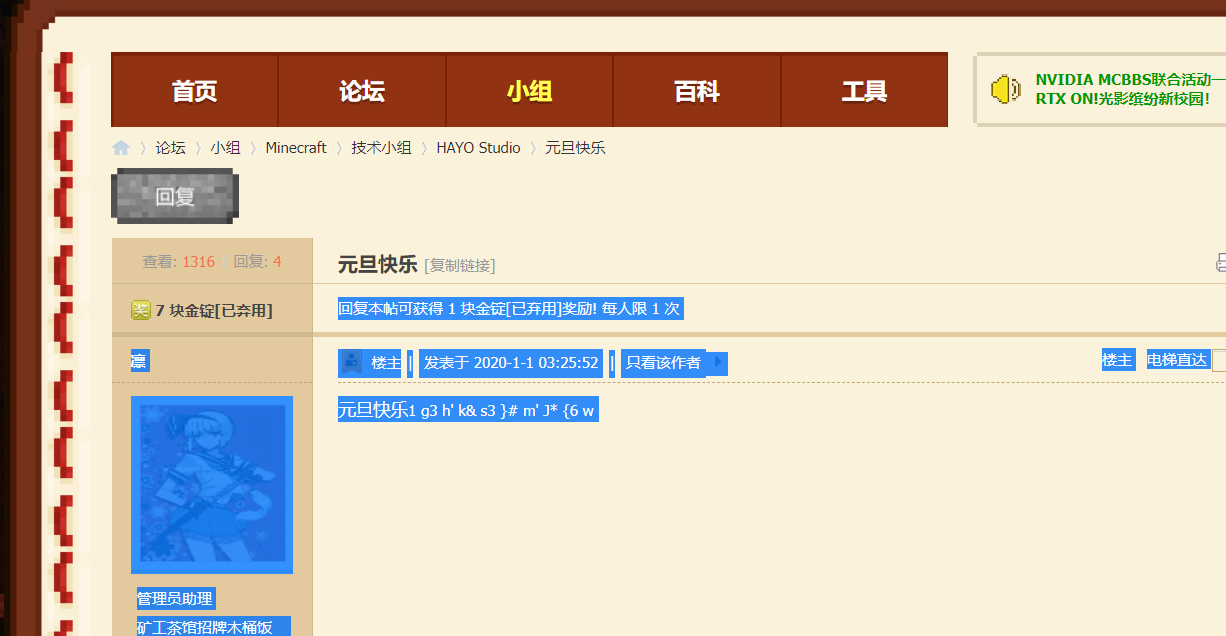 首页 论坛 小组 百科 工具
NVIDIA MCBBS联合活动一
RTX ON!光影缤纷新校园!
论坛 〉 小组 〉 Minecraft 〉 技术小组 〉 HAYO Studio 〉 元旦快乐
回复
查看: 1316 | 回复: 4
元旦快乐 [复制链接]
奖 7 块金锭[已弃用]
回复本帖可获得 1 块金锭[已弃用]奖励! 每人限 1 次
凛
楼主 | 发表于 2020-1-1 03:25:52 | 只看该作者
楼主 电梯直达
元旦快乐1 g3 h' k& s3 }# m' J* {6 w
管理员助理
矿工茶馆招牌木桶饭